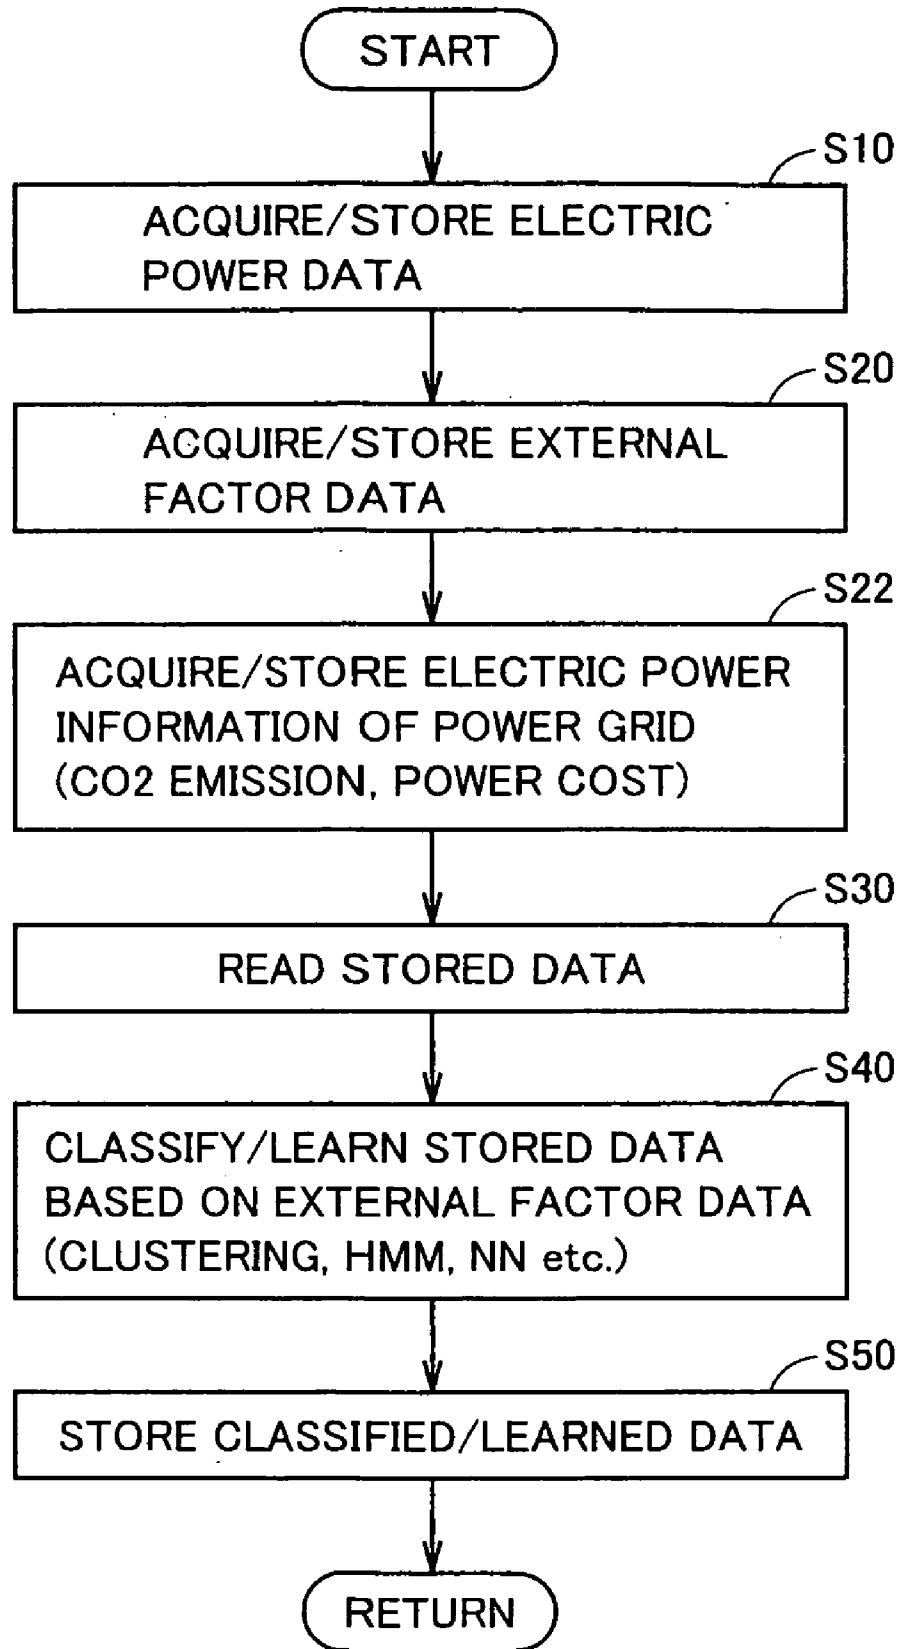 START
S10
ACQUIRE/STORE ELECTRIC
POWER DATA
S20
ACQUIRE/STORE EXTERNAL
FACTOR DATA
S22
ACQUIRE/STORE ELECTRIC POWER
INFORMATION OF POWER GRID
(CO2 EMISSION, POWER COST)
S30
READ STORED DATA
S40
CLASSIFY/LEARN STORED DATA
BASED ON EXTERNAL FACTOR DATA
(CLUSTERING, HMM, NN etc.)
S50
STORE CLASSIFIED/LEARNED DATA
RETURN